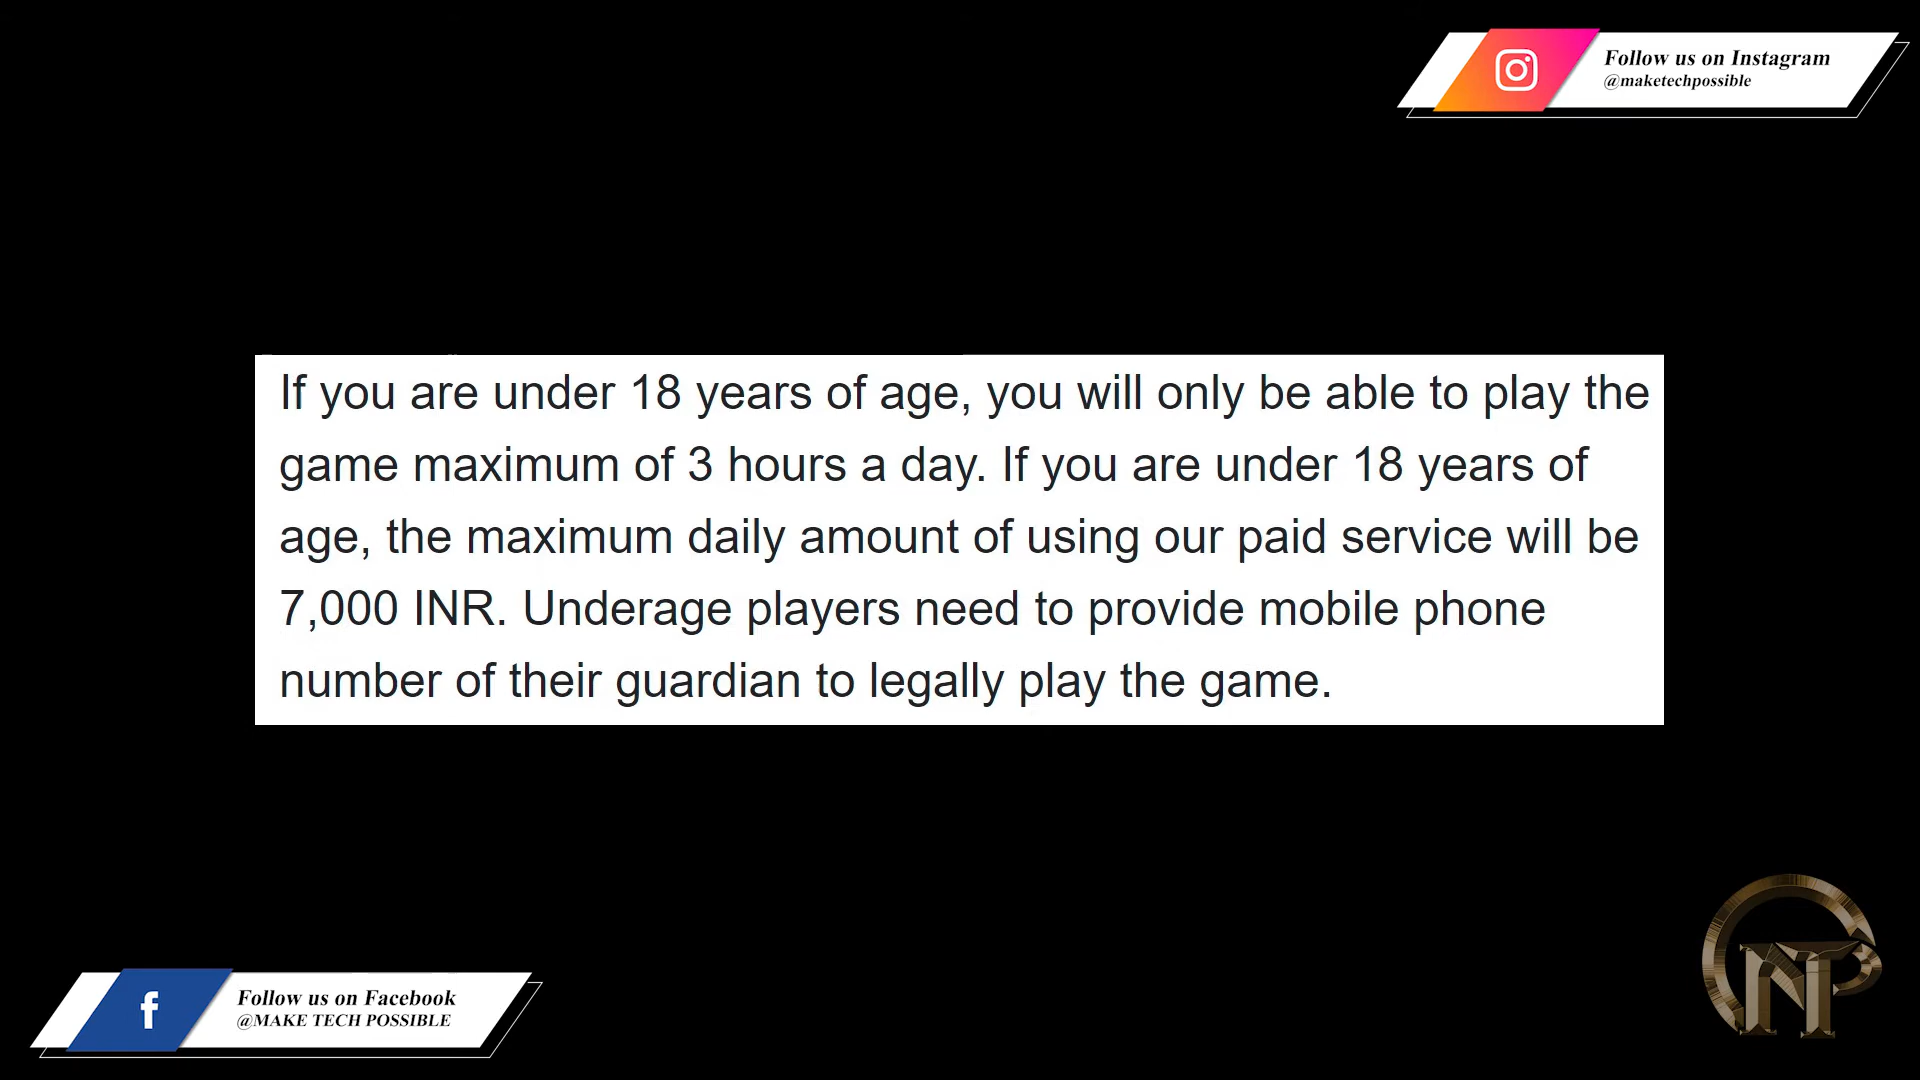 Follow us on Instagram
@maketechpossible
If you are under 18 years of age, you will only be able to play the
game maximum of 3 hours a day. If you are under 18 years of
age, the maximum daily amount of using our paid service will be
7,000 INR. Underage players need to provide mobile phone
number of their guardian to legally play the game.
Follow us on Facebook
@MAKE TECH POSSIBLE